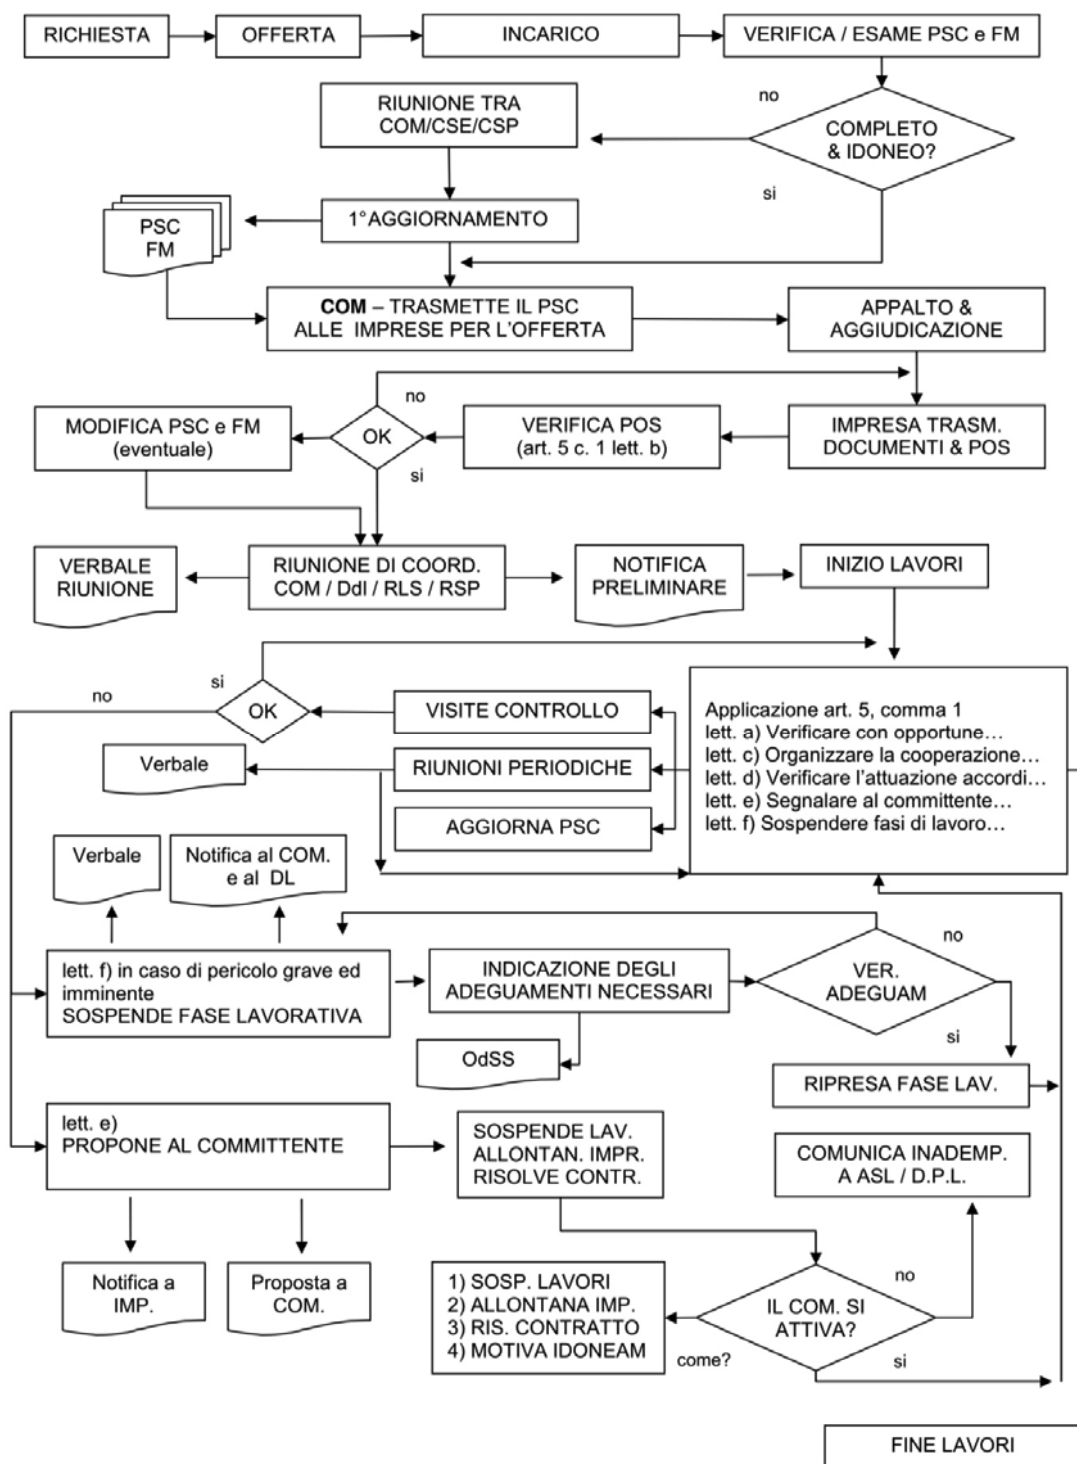 RICHIESTA
OFFERTA
INCARICO
VERIFICA / ESAME PSC e FM
RIUNIONE TRA
COM/CSE/CSP
no
COMPLETO
& IDONEO?
si
1°AGGIORNAMENTO
PSC
FM
COM – TRASMETTE IL PSC
ALLE IMPRESE PER L'OFFERTA
APPALTO &
AGGIUDICAZIONE
no
MODIFICA PSC e FM
(eventuale)
OK
VERIFICA POS
(art. 5 c. 1 lett. b)
IMPRESA TRASM.
DOCUMENTI & POS
si
VERBALE
RIUNIONE
RIUNIONE DI COORD.
COM / Ddl / RLS / RSP
NOTIFICA
PRELIMINARE
INIZIO LAVORI
no
si
OK
VISITE CONTROLLO
Verbale
RIUNIONI PERIODICHE
AGGIORNA PSC
Applicazione art. 5, comma 1
lett. a) Verificare con opportune…
lett. c) Organizzare la cooperazione…
lett. d) Verificare l'attuazione accordi…
lett. e) Segnalare al committente…
lett. f) Sospendere fasi di lavoro…
Verbale
Notifica al COM.
e al DL
lett. f) in caso di pericolo grave ed
imminente
SOSPENDE FASE LAVORATIVA
INDICAZIONE DEGLI
ADEGUAMENTI NECESSARI
no
VER.
ADEGUAM
si
OdSS
RIPRESA FASE LAV.
lett. e)
PROPONE AL COMMITTENTE
SOSPENDE LAV.
ALLONTAN. IMPR.
RISOLVE CONTR.
COMUNICA INADEMP.
A ASL / D.P.L.
Notifica a
IMP.
Proposta a
COM.
1) SOSP. LAVORI
2) ALLONTANA IMP.
3) RIS. CONTRATTO
4) MOTIVA IDONEAM
no
IL COM. SI
ATTIVA?
come?
si
FINE LAVORI